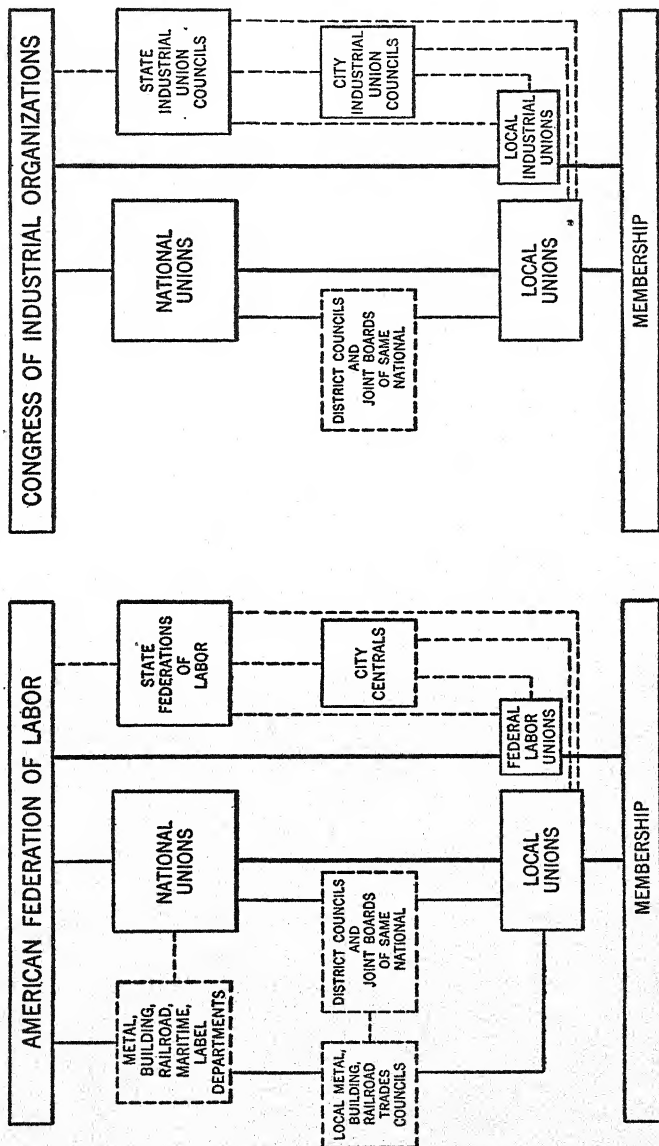 AMERICAN FEDERATION OF LABOR
METAL,
BUILDING,
RAILROAD,
MARITIME,
LABEL
DEPARTMENTS
NATIONAL
UNIONS
STATE
FEDERATIONS
OF
LABOR
LOCAL METAL,
BUILDING,
RAILROAD
TRADES
COUNCILS
DISTRICT COUNCILS
AND
JOINT BOARDS
OF SAME
NATIONAL
CITY
CENTRALS
LOCAL
UNIONS
FEDERAL
LABOR
UNIONS
MEMBERSHIP
CONGRESS OF INDUSTRIAL ORGANIZATIONS
NATIONAL
UNIONS
STATE
INDUSTRIAL
UNION
COUNCILS
DISTRICT COUNCILS
AND
JOINT BOARDS
OF SAME
NATIONAL
CITY
INDUSTRIAL
UNION
COUNCILS
LOCAL
UNIONS
LOCAL
INDUSTRIAL
UNIONS
MEMBERSHIP